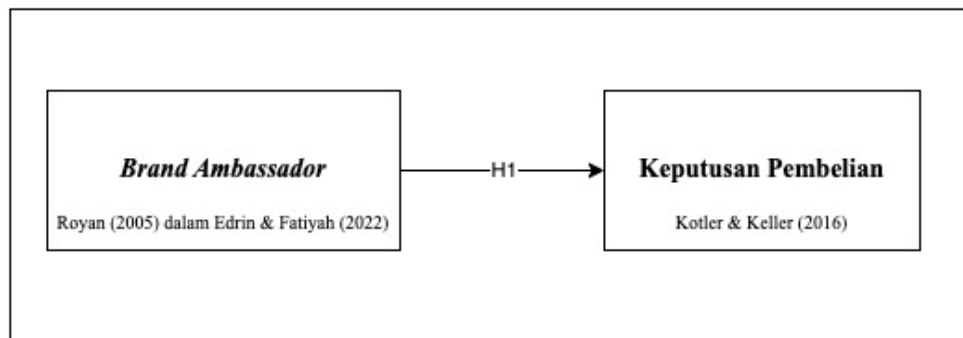 Brand Ambassador
Royan (2005) dalam Edrin & Fatiyah (2022)
H1
Keputusan Pembelian
Kotler & Keller (2016)